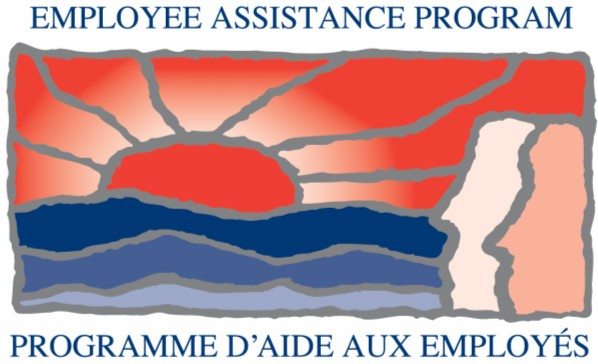 EMPLOYEE ASSISTANCE PROGRAM
PROGRAMME D'AIDE AUX EMPLOYÉS